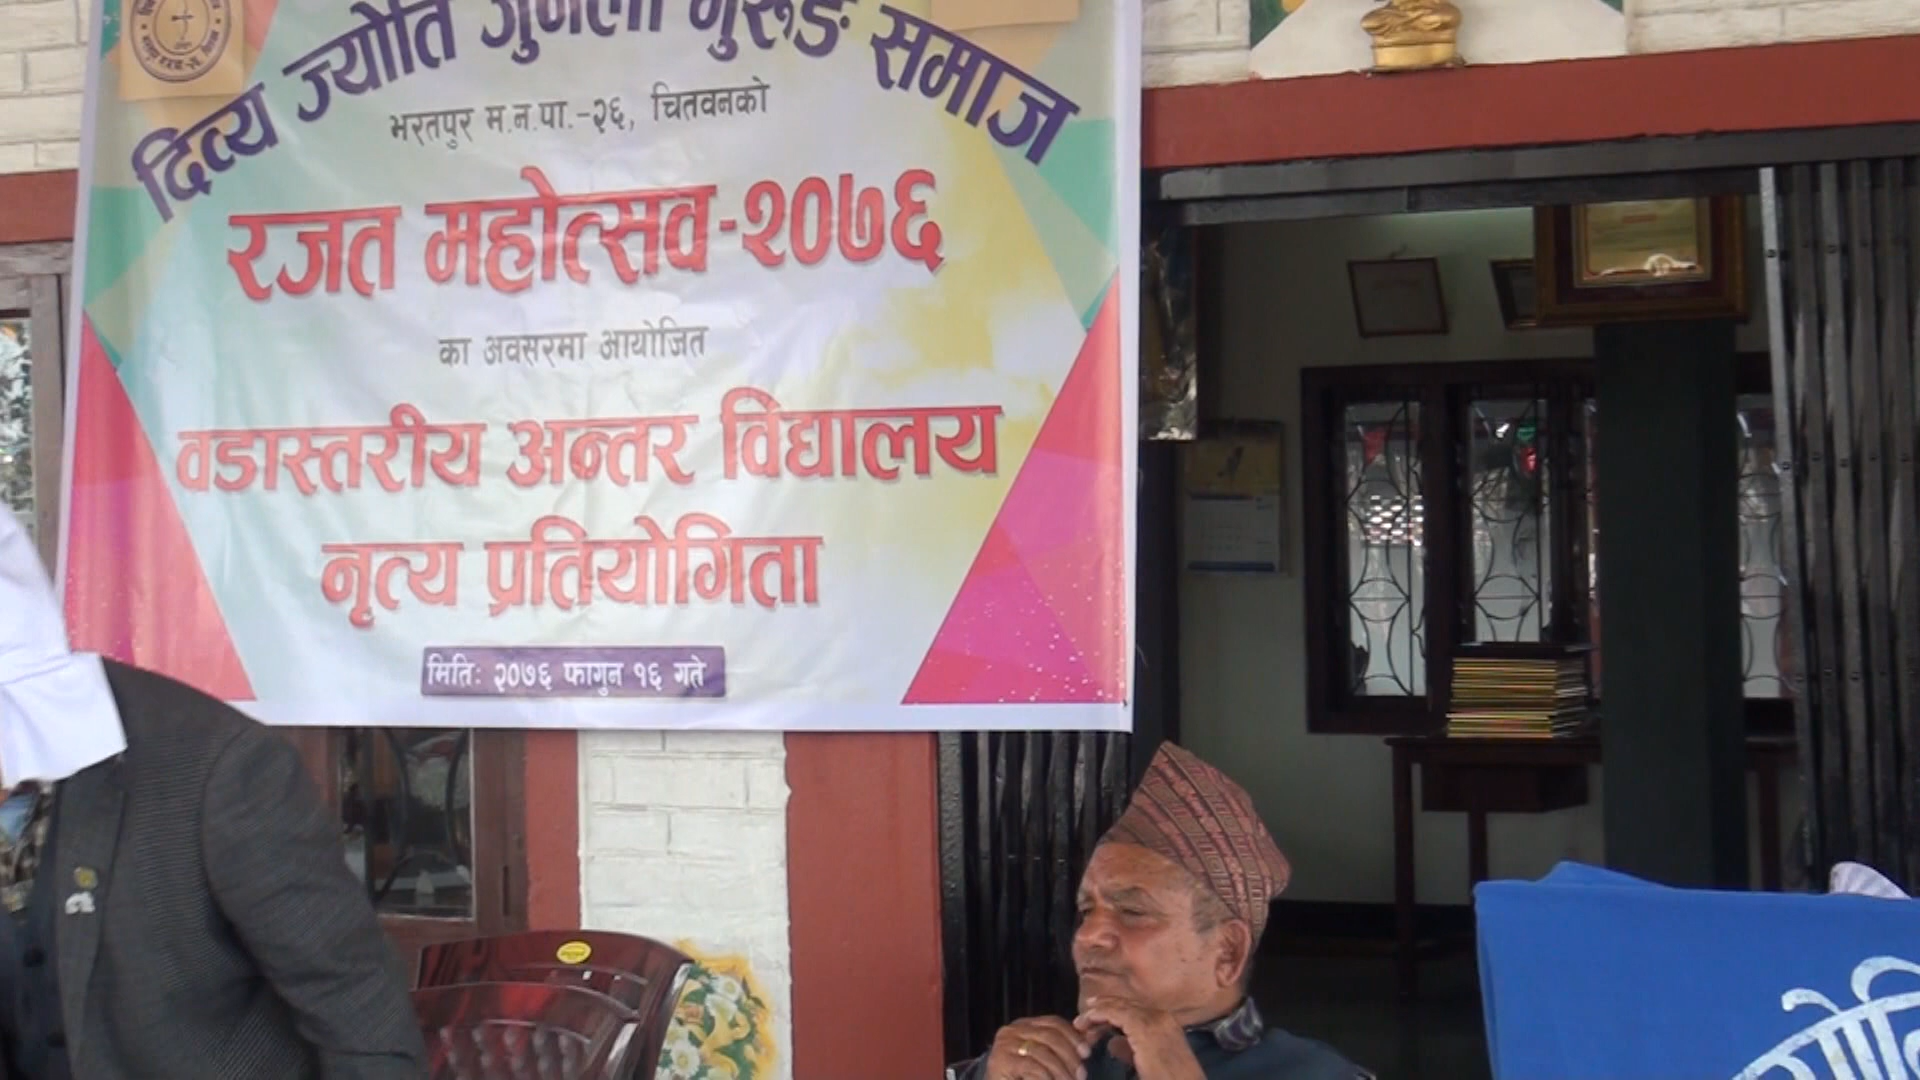 दिव्य ज्योति गुञ्जला गुरूङ समाज
भरतपुर म.न.पा.-२६, चितवनको
रजत महोत्सव-२०७६
का अवसरमा आयोजित
वडास्तरीय अन्तर विद्यालय
नृत्य प्रतियोगिता
मिति: २०७६ फागुन १६ गते